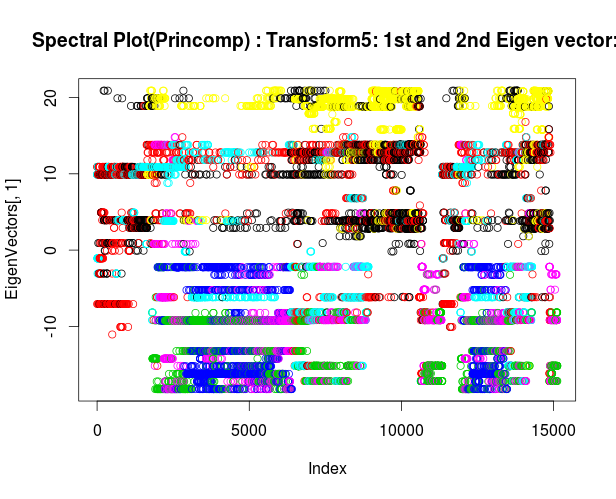 Spectral Plot(Princomp) : Transform5: 1st and 2nd Eigen vector:
20
10
0
-10
EigenVectors[, 1]
0 5000 10000 15000
Index